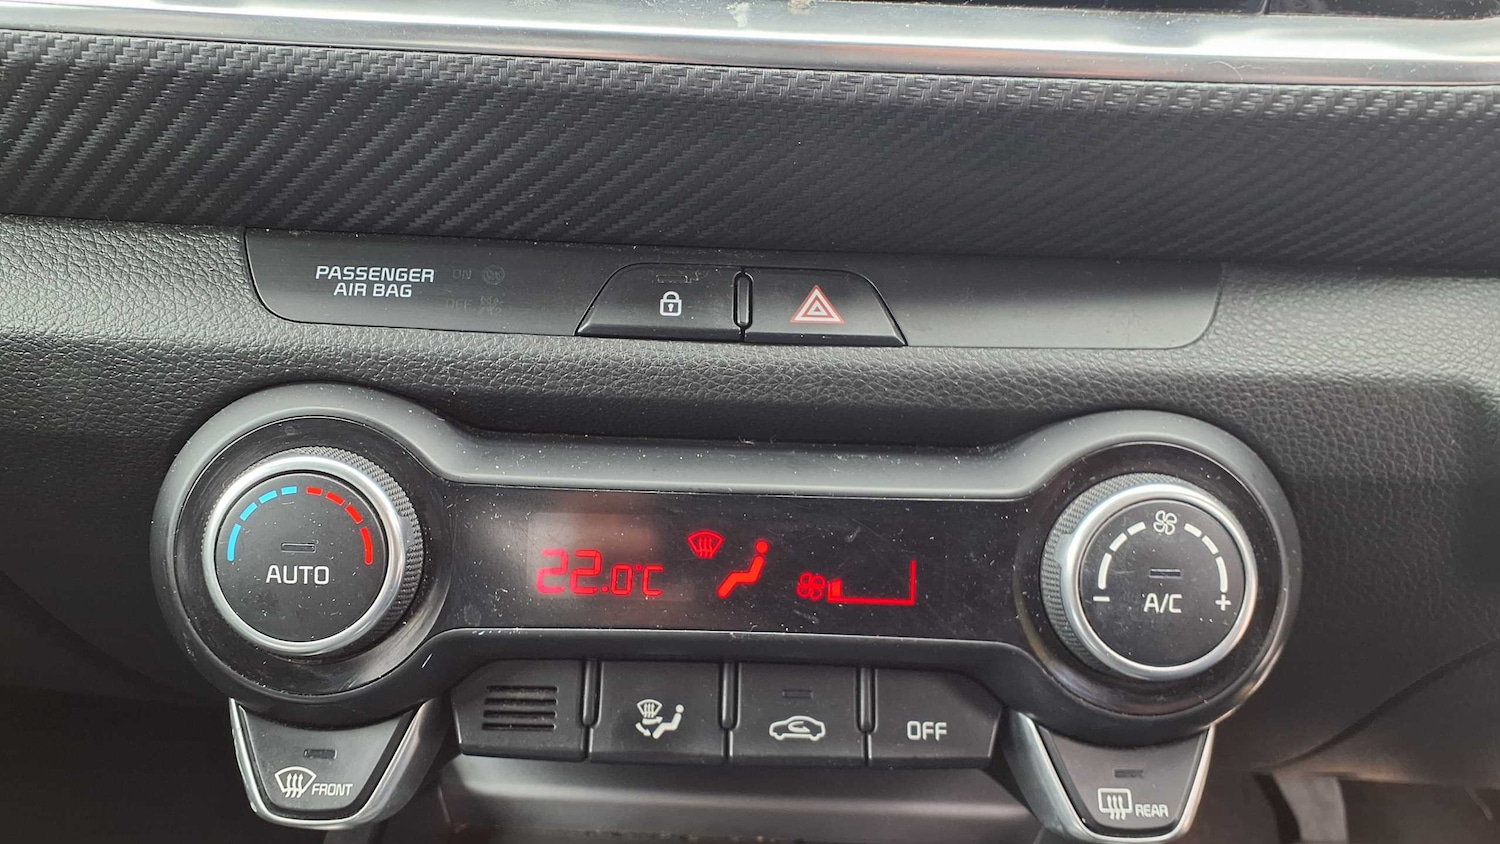 PASSENGER ON
AIR BAG OFF
AUTO
22.0°C
- A/C +
OFF
FRONT
REAR